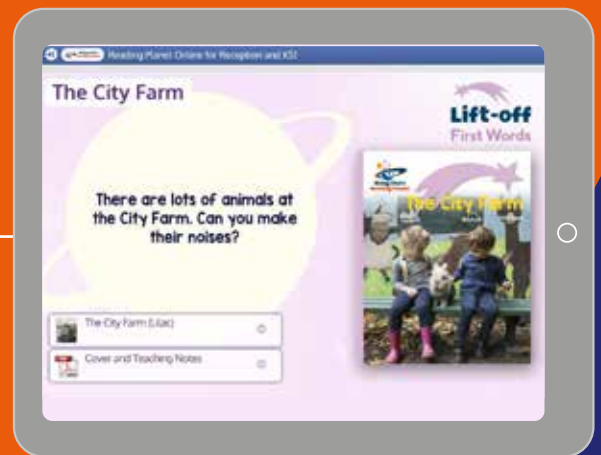 Reading Planet Online for Reception and KS1
The City Farm
Lift-off
First Words
There are lots of animals at
the City Farm. Can you make
their noises?
The City Farm
The City Farm (Lilac)
Cover and Teaching Notes